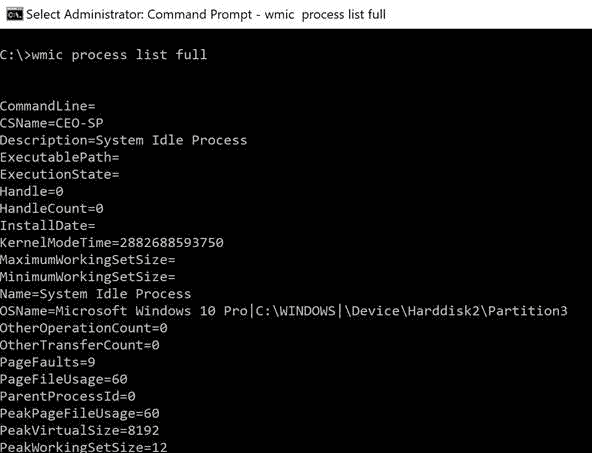 Select Administrator: Command Prompt - wmic  process list full
C:\>wmic process list full
CommandLine=
CSName=CEO-SP
Description=System Idle Process
ExecutablePath=
ExecutionState=
Handle=0
HandleCount=0
InstallDate=
KernelModeTime=2882688593750
MaximumWorkingSetSize=
MinimumWorkingSetSize=
Name=System Idle Process
OSName=Microsoft Windows 10 Pro|C:\WINDOWS|\Device\Harddisk2\Partition3
OtherOperationCount=0
OtherTransferCount=0
PageFaults=9
PageFileUsage=60
ParentProcessId=0
PeakPageFileUsage=60
PeakVirtualSize=8192
PeakWorkingSetSize=12